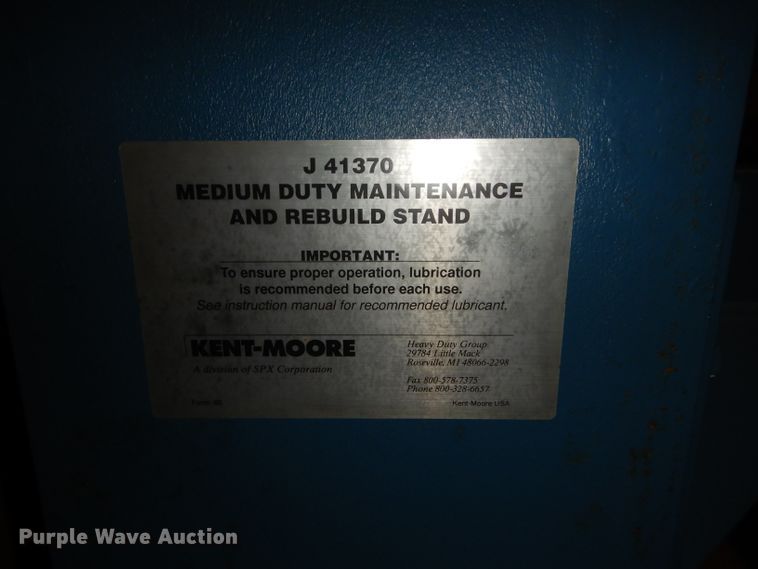 J 41370
MEDIUM DUTY MAINTENANCE
AND REBUILD STAND
IMPORTANT:
To ensure proper operation, lubrication
is recommended before each use.
See instruction manual for recommended lubricant.
KENT-MOORE
A division of SPX Corporation
Heavy Duty Group
29784 Little Mack
Roseville, MI 48066-2298
Fax 800-578-7375
Phone 800-328-6657
Kent-Moore USA
Purple Wave Auction